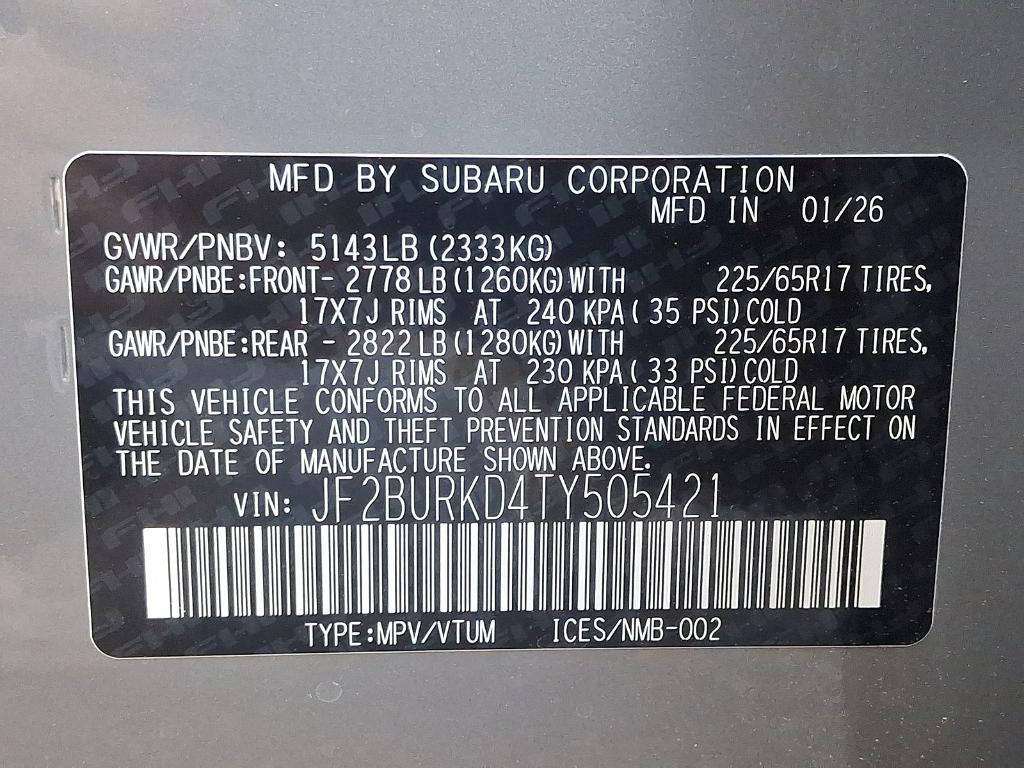 MFD BY SUBARU CORPORATION
MFD IN 01/26
GVWR/PNBV: 5143LB (2333KG)
GAWR/PNBE:FRONT- 2778 LB(1260KG)WITH 225/65R17 TIRES,
17X7J RIMS AT 240 KPA( 35 PSI)COLD
GAWR/PNBE:REAR - 2822 LB(1280KG)WITH 225/65R17 TIRES,
17X7J RIMS AT 230 KPA( 33 PSI)COLD
THIS VEHICLE CONFORMS TO ALL APPLICABLE FEDERAL MOTOR
VEHICLE SAFETY AND THEFT PREVENTION STANDARDS IN EFFECT ON
THE DATE OF MANUFACTURE SHOWN ABOVE.
VIN: JF2BURKD4TY505421
TYPE:MPV/VTUM ICES/NMB-002